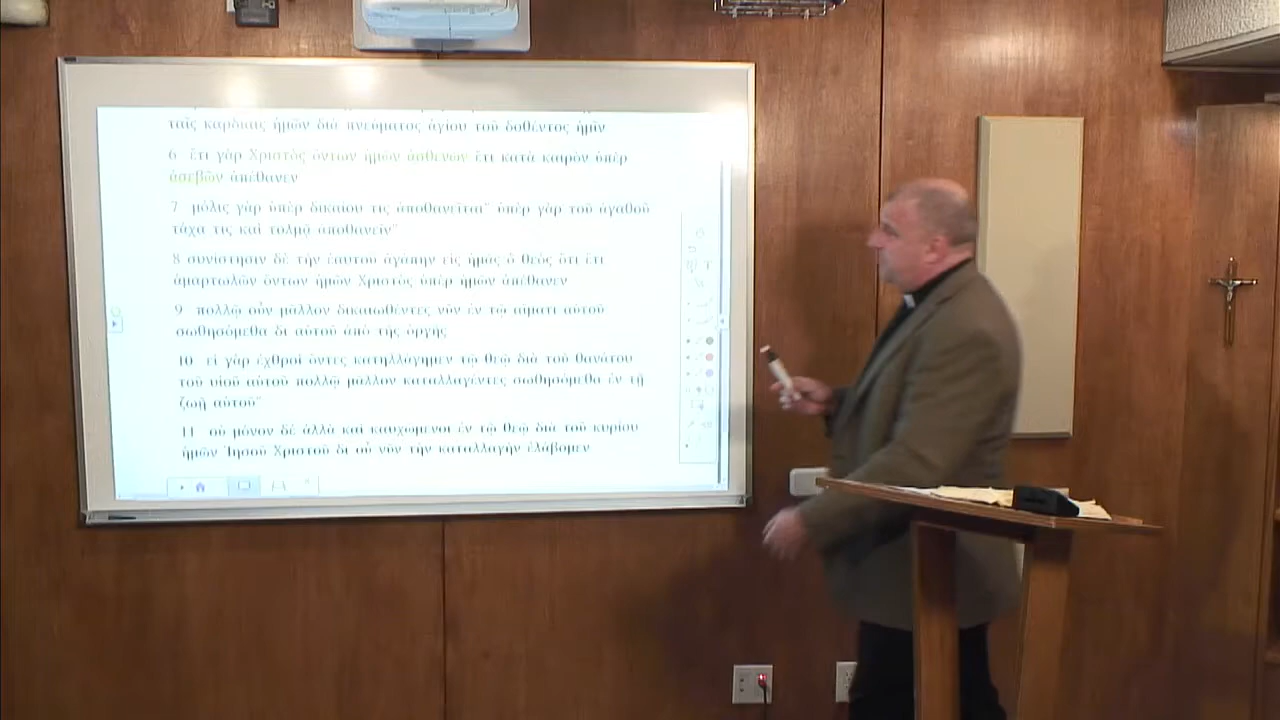 ταῖς καρδίαις ἡμῶν διὰ πνεύματος ἁγίου τοῦ δοθέντος ἡμῖν
6 ἔτι γὰρ Χριστὸς ὄντων ἡμῶν ἀσθενῶν ἔτι κατὰ καιρὸν ὑπὲρ
ἀσεβῶν ἀπέθανεν
7 μόλις γὰρ ὑπὲρ δικαίου τις ἀποθανεῖται· ὑπὲρ γὰρ τοῦ ἀγαθοῦ
τάχα τις καὶ τολμᾷ ἀποθανεῖν·
8 συνίστησιν δὲ τὴν ἑαυτοῦ ἀγάπην εἰς ἡμᾶς ὁ θεὸς ὅτι ἔτι
ἁμαρτωλῶν ὄντων ἡμῶν Χριστὸς ὑπὲρ ἡμῶν ἀπέθανεν
9 πολλῷ οὖν μᾶλλον δικαιωθέντες νῦν ἐν τῷ αἵματι αὐτοῦ
σωθησόμεθα δι αὐτοῦ ἀπὸ τῆς ὀργῆς
10 εἰ γὰρ ἐχθροὶ ὄντες κατηλλάγημεν τῷ θεῷ διὰ τοῦ θανάτου
τοῦ υἱοῦ αὐτοῦ πολλῷ μᾶλλον καταλλαγέντες σωθησόμεθα ἐν τῇ
ζωῇ αὐτοῦ·
11 οὐ μόνον δέ ἀλλὰ καὶ καυχώμενοι ἐν τῷ θεῷ διὰ τοῦ κυρίου
ἡμῶν Ἰησοῦ Χριστοῦ δι οὗ νῦν τὴν καταλλαγὴν ἐλάβομεν